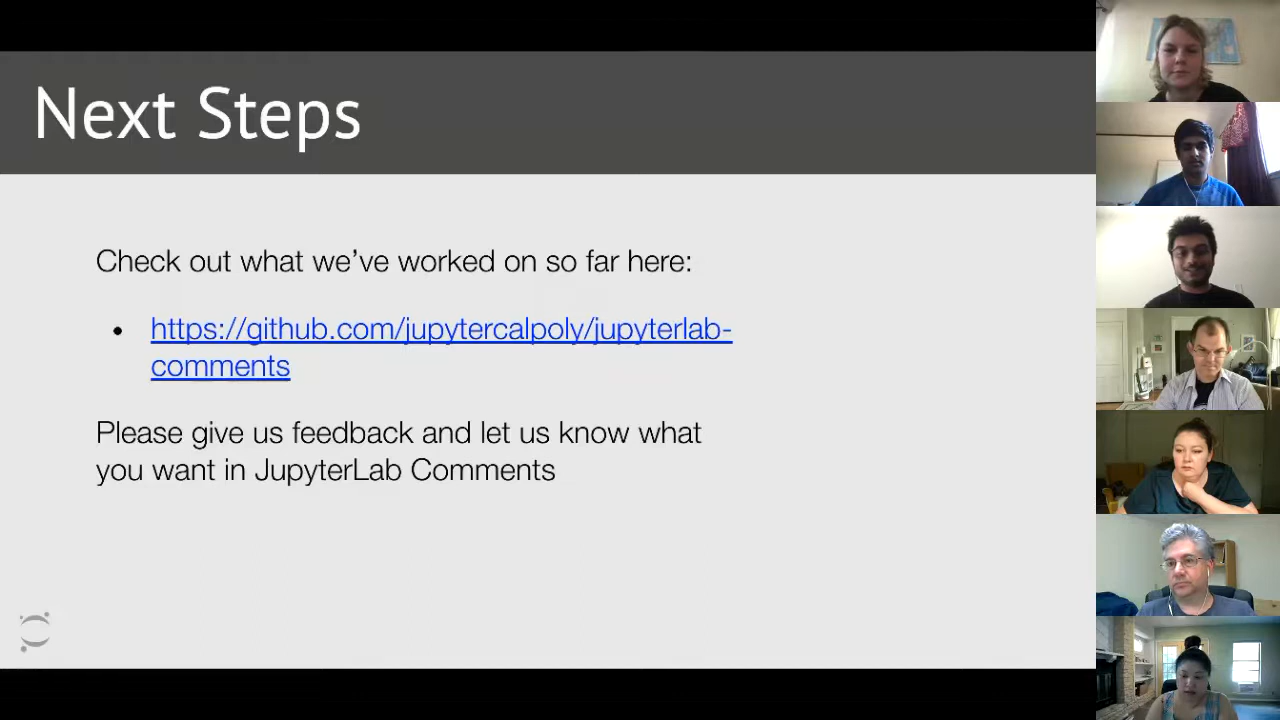 Next Steps
Check out what we’ve worked on so far here:
• https://github.com/jupytercalpoly/jupyterlab-
comments
Please give us feedback and let us know what
you want in JupyterLab Comments